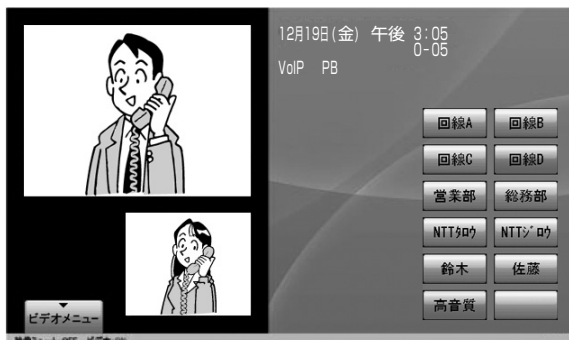 12月19日(金) 午後 3:05
0-05
VoIP PB
回線A 回線B
回線C 回線D
営業部 総務部
NTTﾀﾛｳ NTTｼﾞﾛｳ
鈴木 佐藤
高音質
ビデオメニュー